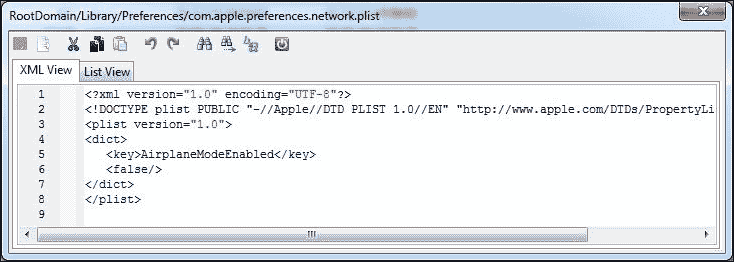 RootDomain/Library/Preferences/com.apple.preferences.network.plist
XML View List View
1 <?xml version="1.0" encoding="UTF-8"?>
2 <!DOCTYPE plist PUBLIC "-//Apple//DTD PLIST 1.0//EN" "http://www.apple.com/DTDs/PropertyLi
3 <plist version="1.0">
4 <dict>
5 <key>AirplaneModeEnabled</key>
6 <false/>
7 </dict>
8 </plist>
9